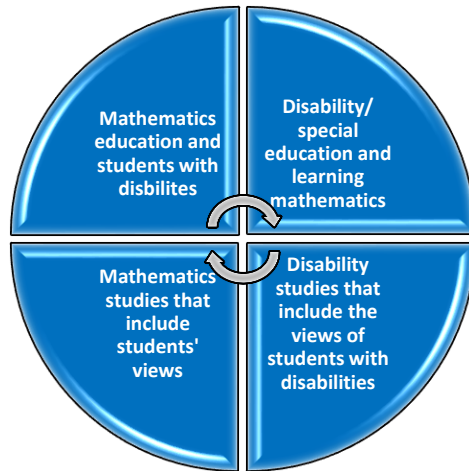 Mathematics
education and
students with
disbilites
Disability/
special
education and
learning
mathematics
Mathematics
studies that
include
students'
views
Disability
studies that
include the
views of
students with
disabilities